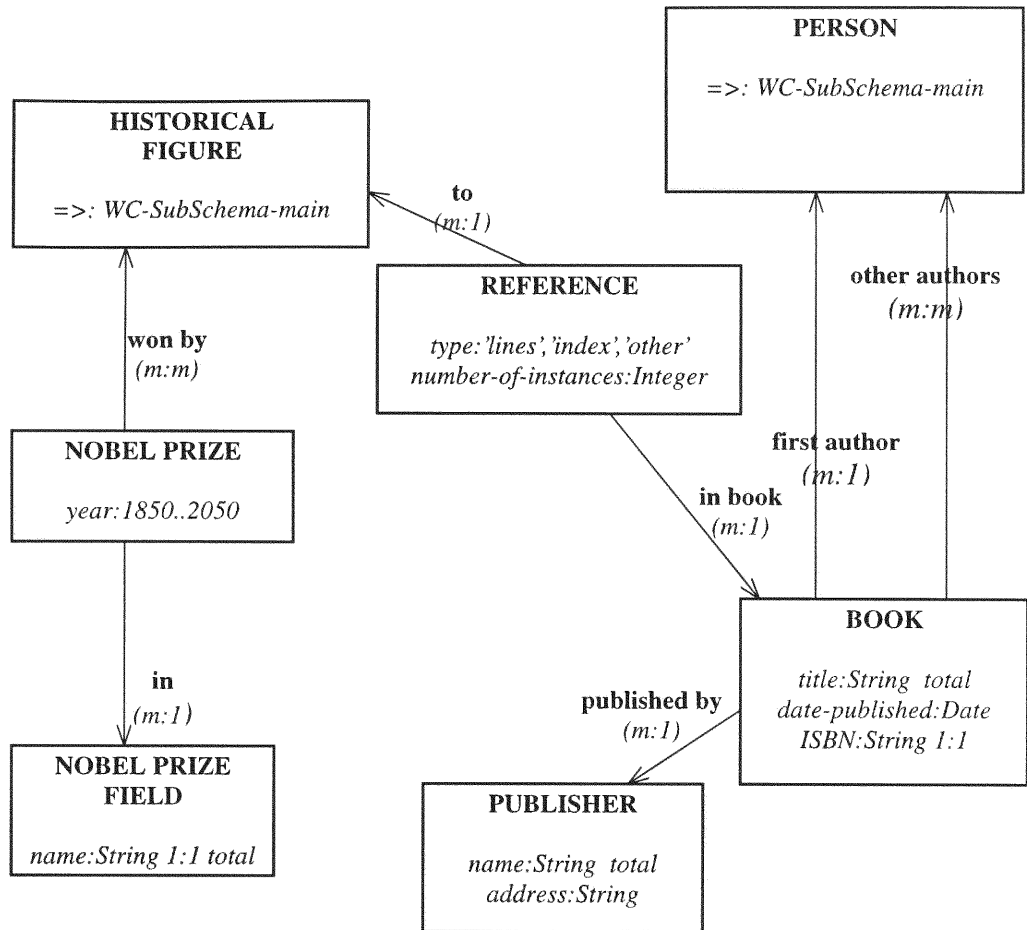 PERSON
=>: WC-SubSchema-main
HISTORICAL
FIGURE
=>: WC-SubSchema-main
to
(m:1)
REFERENCE
type:'lines','index','other'
number-of-instances:Integer
other authors
(m:m)
won by
(m:m)
NOBEL PRIZE
year:1850..2050
first author
(m:1)
in book
(m:1)
BOOK
title:String total
date-published:Date
ISBN:String 1:1
in
(m:1)
published by
(m:1)
NOBEL PRIZE
FIELD
name:String 1:1 total
PUBLISHER
name:String total
address:String